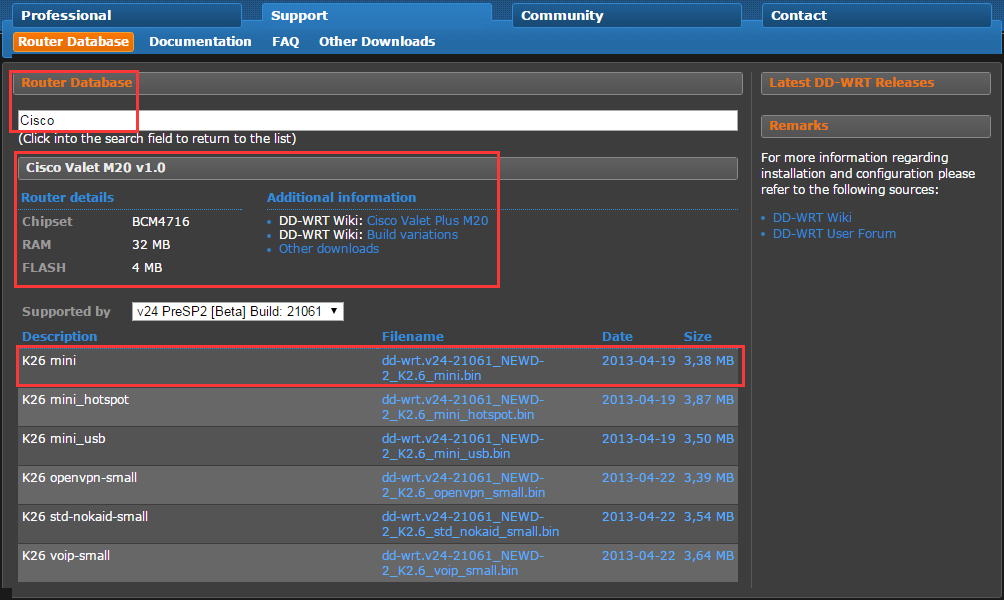 Professional
Support
Community
Contact
Router Database
Documentation
FAQ
Other Downloads
Router Database
Cisco
(Click into the search field to return to the list)
Cisco Valet M20 v1.0
Router details
Chipset BCM4716
RAM 32 MB
FLASH 4 MB
Additional information
DD-WRT Wiki: Cisco Valet Plus M20
DD-WRT Wiki: Build variations
Other downloads
Supported by v24 PreSP2 [Beta] Build: 21061
Description Filename Date Size
K26 mini dd-wrt.v24-21061_NEWD- 2013-04-19 3,38 MB
2_K2.6_mini.bin
K26 mini_hotspot dd-wrt.v24-21061_NEWD- 2013-04-19 3,87 MB
2_K2.6_mini_hotspot.bin
K26 mini_usb dd-wrt.v24-21061_NEWD- 2013-04-19 3,50 MB
2_K2.6_mini_usb.bin
K26 openvpn-small dd-wrt.v24-21061_NEWD- 2013-04-22 3,39 MB
2_K2.6_openvpn_small.bin
K26 std-nokaid-small dd-wrt.v24-21061_NEWD- 2013-04-22 3,54 MB
2_K2.6_std_nokaid_small.bin
K26 voip-small dd-wrt.v24-21061_NEWD- 2013-04-22 3,64 MB
2_K2.6_voip_small.bin
Latest DD-WRT Releases
Remarks
For more information regarding
installation and configuration please
refer to the following sources:
DD-WRT Wiki
DD-WRT User Forum